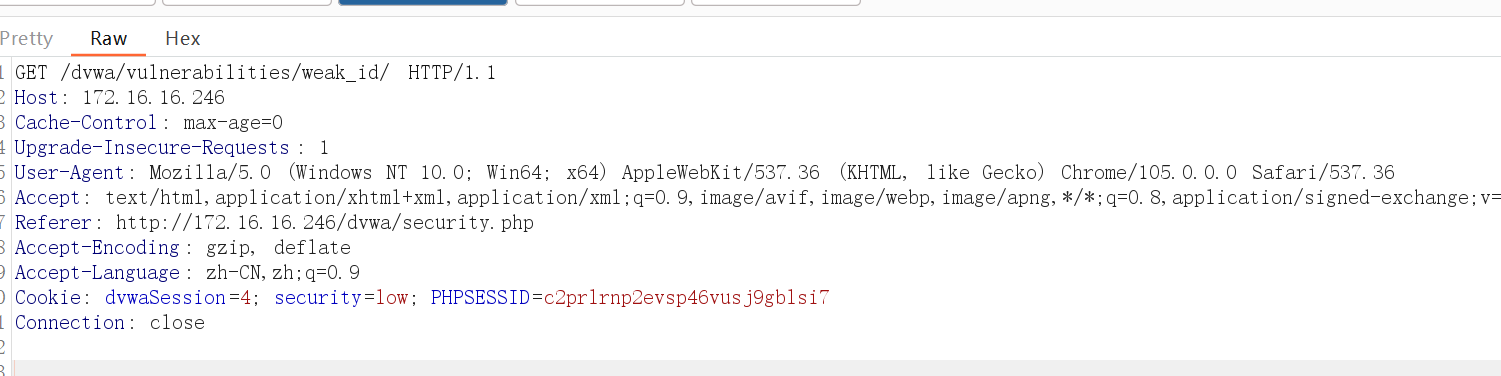 Pretty Raw Hex
1 GET /dvwa/vulnerabilities/weak_id/ HTTP/1.1
2 Host: 172.16.16.246
3 Cache-Control: max-age=0
4 Upgrade-Insecure-Requests: 1
5 User-Agent: Mozilla/5.0 (Windows NT 10.0; Win64; x64) AppleWebKit/537.36 (KHTML, like Gecko) Chrome/105.0.0.0 Safari/537.36
6 Accept: text/html,application/xhtml+xml,application/xml;q=0.9,image/avif,image/webp,image/apng,*/*;q=0.8,application/signed-exchange;v=
7 Referer: http://172.16.16.246/dvwa/security.php
8 Accept-Encoding: gzip, deflate
9 Accept-Language: zh-CN,zh;q=0.9
0 Cookie: dvwaSession=4; security=low; PHPSESSID=c2prlrnp2evsp46vusj9gblsi7
1 Connection: close
2
3